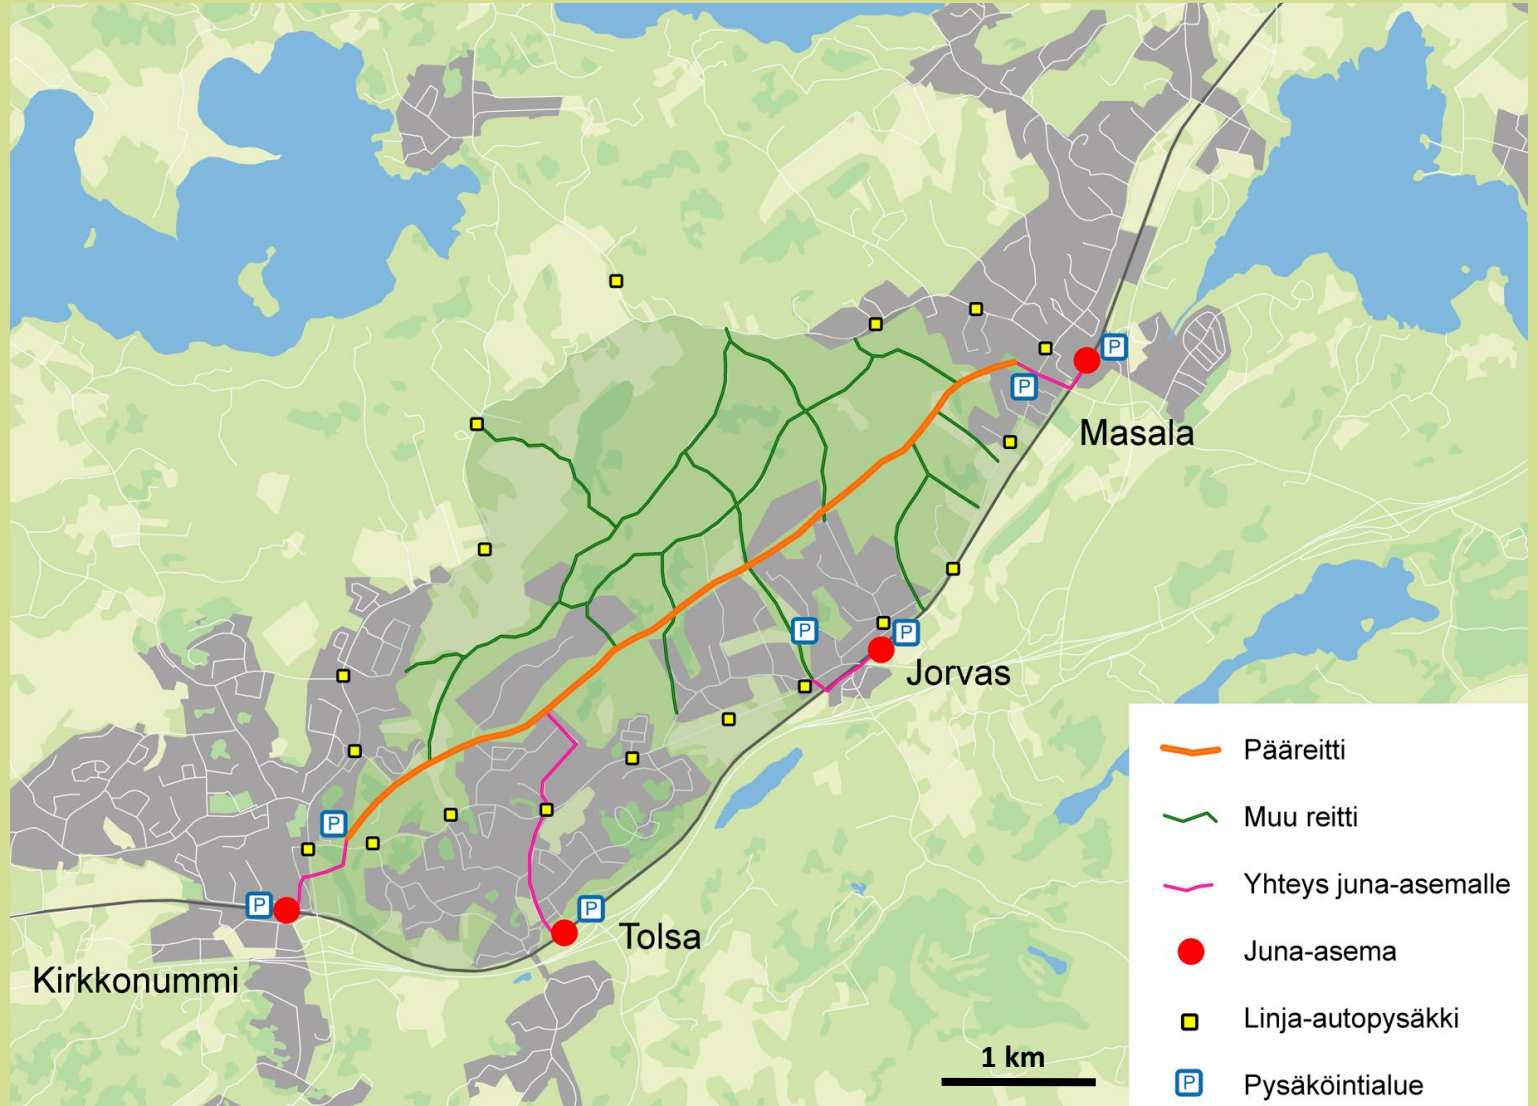 P
P
Masala
P
P
Jorvas
P
P
P
Tolsa
Kirkkonummi
1 km
Pääreitti
Muu reitti
Yhteys juna-asemalle
Juna-asema
Linja-autopysäkki
P Pysäköintialue